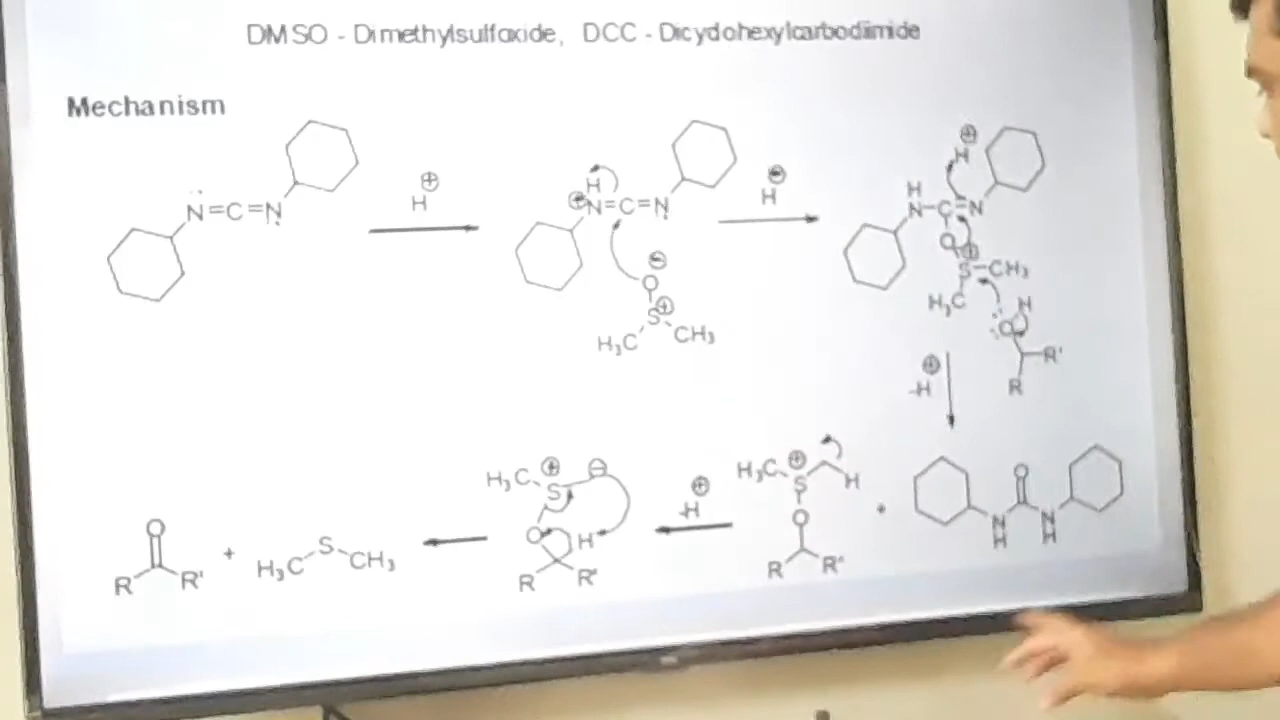 DMSO - Dimethylsulfoxide, DCC - Dicyclohexylcarbodiimide
Mechanism
N=C=N
H⊕
H
⊕N=C=N
O⊖
S⊕
H₃C CH₃
H⊖
H⊕
H
N-C=N
O
⊕
S-CH₃
H₃C
H
O
R'
R
-H⊕
O
R R'
+
H₃C S CH₃
H₃C ⊕ ⊖
S
O H
R R'
-H⊕
H₃C ⊕
S H
O
R R'
+
O
N N
H H